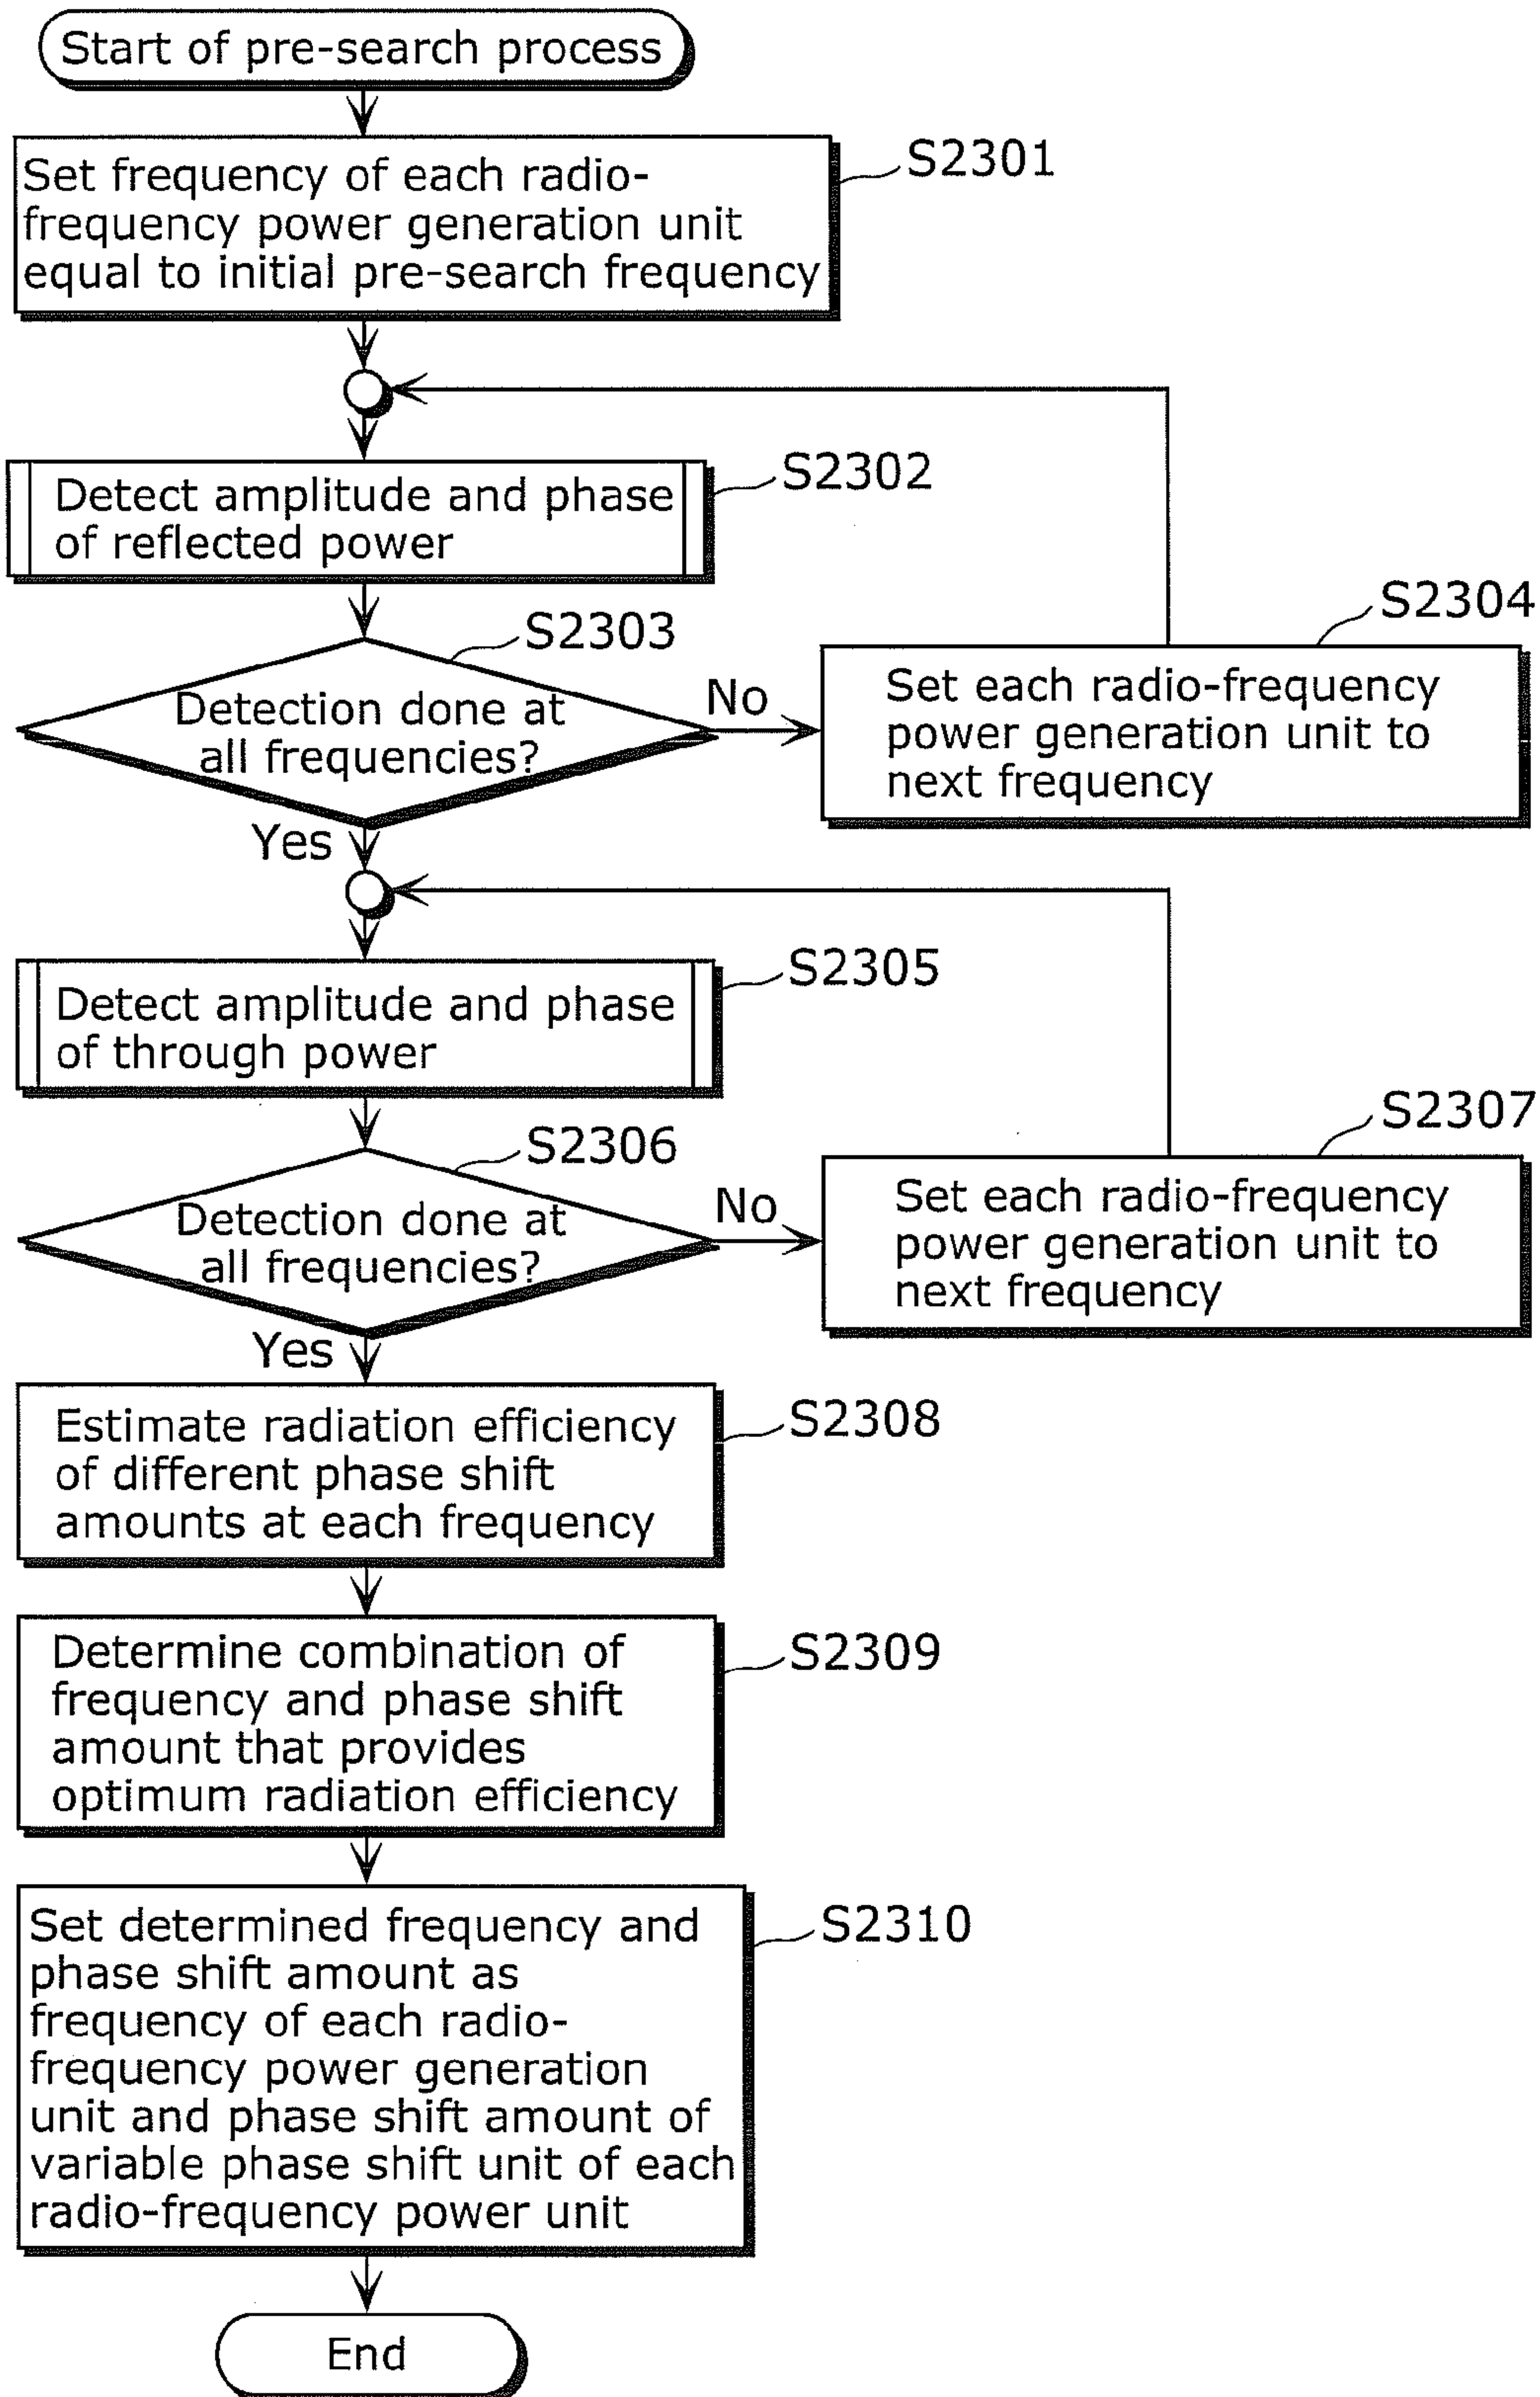 Start of pre-search process
S2301
Set frequency of each radio-
frequency power generation unit
equal to initial pre-search frequency
S2302
Detect amplitude and phase
of reflected power
S2303
Detection done at
all frequencies?
No
S2304
Set each radio-frequency
power generation unit to
next frequency
Yes
S2305
Detect amplitude and phase
of through power
S2306
Detection done at
all frequencies?
No
S2307
Set each radio-frequency
power generation unit to
next frequency
Yes
S2308
Estimate radiation efficiency
of different phase shift
amounts at each frequency
S2309
Determine combination of
frequency and phase shift
amount that provides
optimum radiation efficiency
S2310
Set determined frequency and
phase shift amount as
frequency of each radio-
frequency power generation
unit and phase shift amount of
variable phase shift unit of each
radio-frequency power unit
End